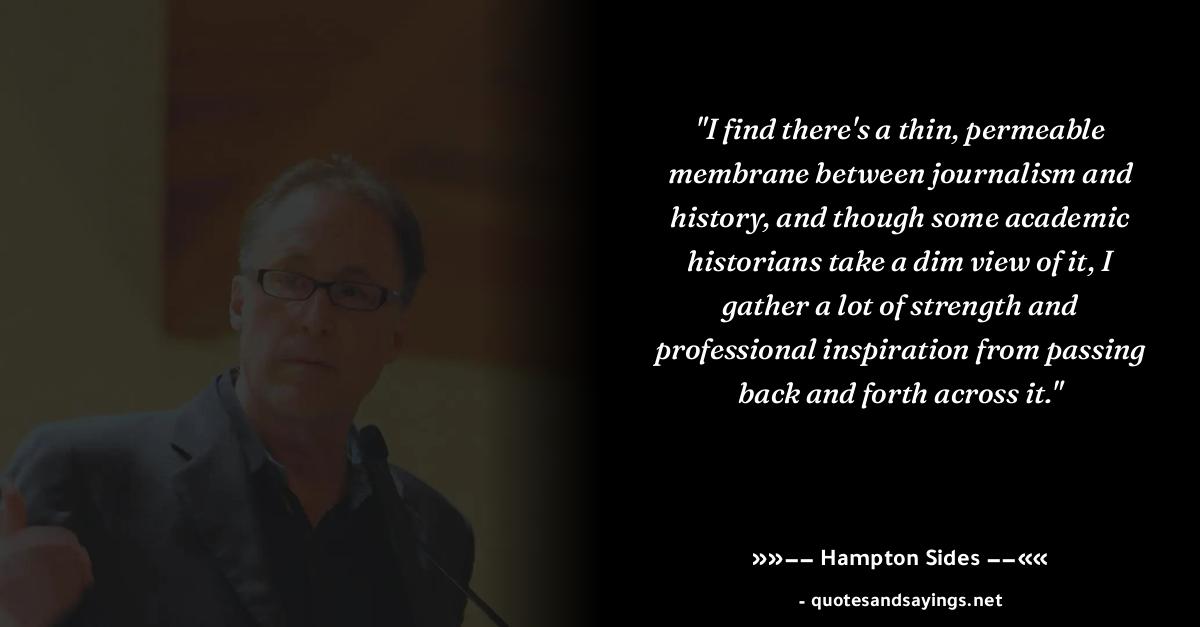 "I find there's a thin, permeable
membrane between journalism and
history, and though some academic
historians take a dim view of it, I
gather a lot of strength and
professional inspiration from passing
back and forth across it."
»»−− Hampton Sides −−««
- quotesandsayings.net